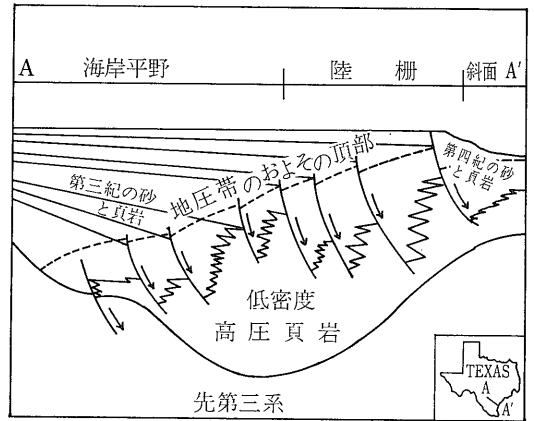 A 海岸平野 陸棚 斜面 A′
第四紀の砂
と頁岩
地圧帯のおよその頂部
第三紀の砂
と頁岩
低密度
高圧頁岩
先第三系
TEXAS
A
A′